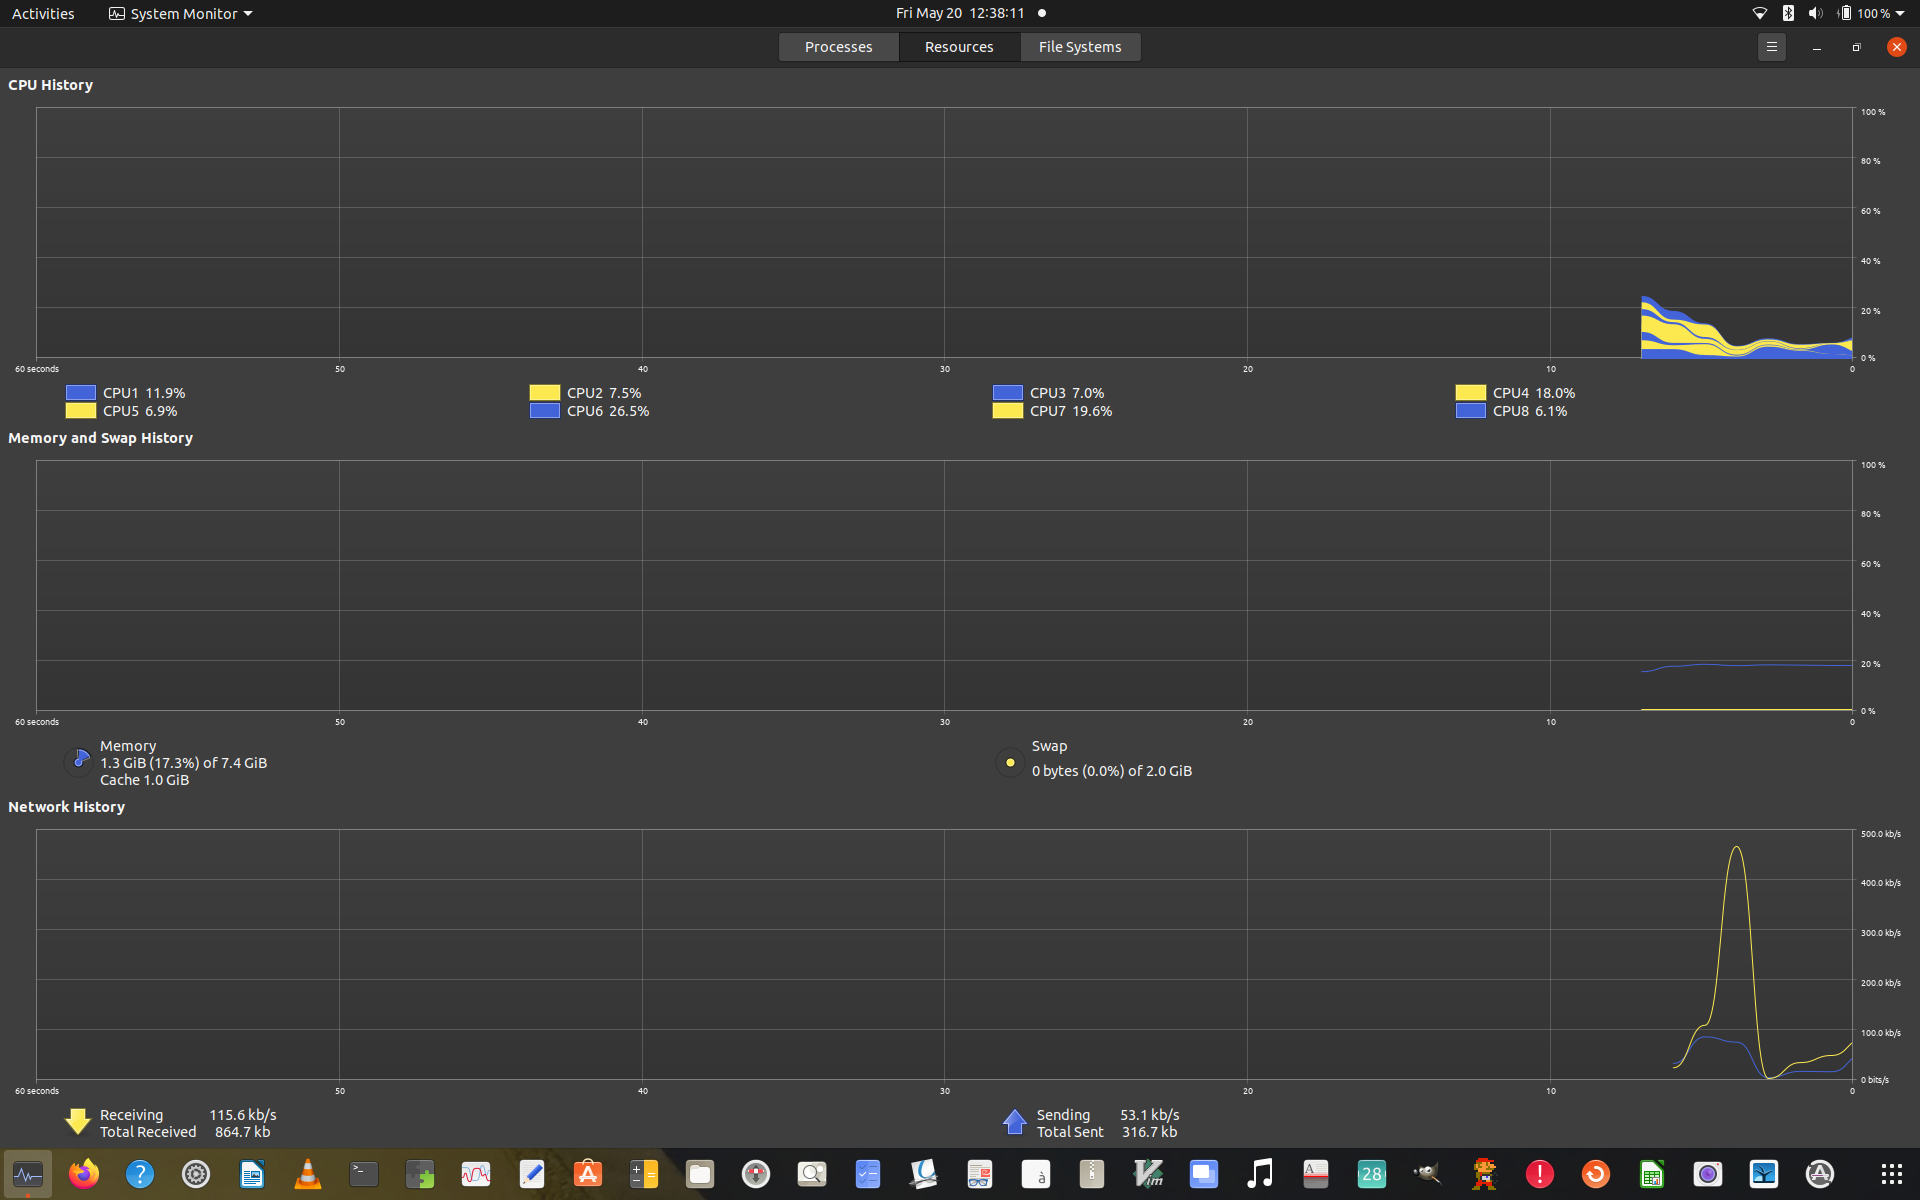 Activities System Monitor Fri May 20 12:38:11 100 %
Processes Resources File Systems
CPU History
100 %
80 %
60 %
40 %
20 %
0 %
60 seconds 50 40 30 20 10 0
CPU1 11.9% CPU2 7.5% CPU3 7.0% CPU4 18.0%
CPU5 6.9% CPU6 26.5% CPU7 19.6% CPU8 6.1%
Memory and Swap History
100 %
80 %
60 %
40 %
20 %
0 %
60 seconds 50 40 30 20 10 0
Memory Swap
1.3 GiB (17.3%) of 7.4 GiB 0 bytes (0.0%) of 2.0 GiB
Cache 1.0 GiB
Network History
500.0 kb/s
400.0 kb/s
300.0 kb/s
200.0 kb/s
100.0 kb/s
0 bits/s
60 seconds 50 40 30 20 10 0
Receiving 115.6 kb/s Sending 53.1 kb/s
Total Received 864.7 kb Total Sent 316.7 kb
? >_ A à Vim A 28 !